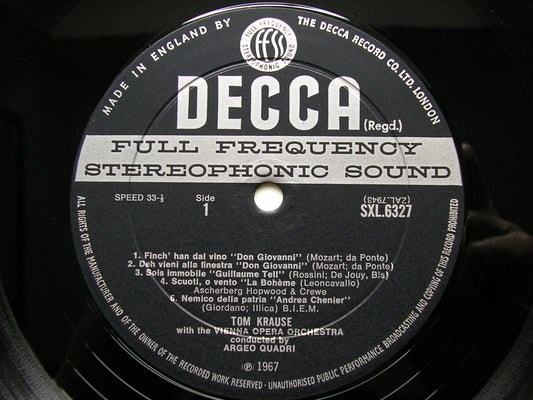 MADE IN ENGLAND BY THE DECCA RECORD CO. LTD. LONDON
FULL FREQUENCY STEREOPHONIC SOUND
FFSS
DECCA
(Regd.)
FULL FREQUENCY
STEREOPHONIC SOUND
SPEED 33-⅓ Side SXL.6327
1 (ZAL.7943)
1. Finch' han dal vino "Don Giovanni" (Mozart; da Ponte)
2. Deh vieni alla finestra "Don Giovanni" (Mozart; da Ponte)
3. Sois immobile "Guillaume Tell" (Rossini; De Jouy, Bis)
4. Scuoti, o vento "La Bohème" (Leoncavallo)
Ascherberg Hopwood & Crewe
5. Nemico della patria "Andrea Chenier"
(Giordano; Illica) B.I.E.M.
TOM KRAUSE
with the VIENNA OPERA ORCHESTRA
conducted by
ARGEO QUADRI
Ⓟ 1967
ALL RIGHTS OF THE MANUFACTURER AND OF THE OWNER OF THE RECORDED WORK RESERVED · UNAUTHORISED PUBLIC PERFORMANCE BROADCASTING AND COPYING OF THIS RECORD PROHIBITED